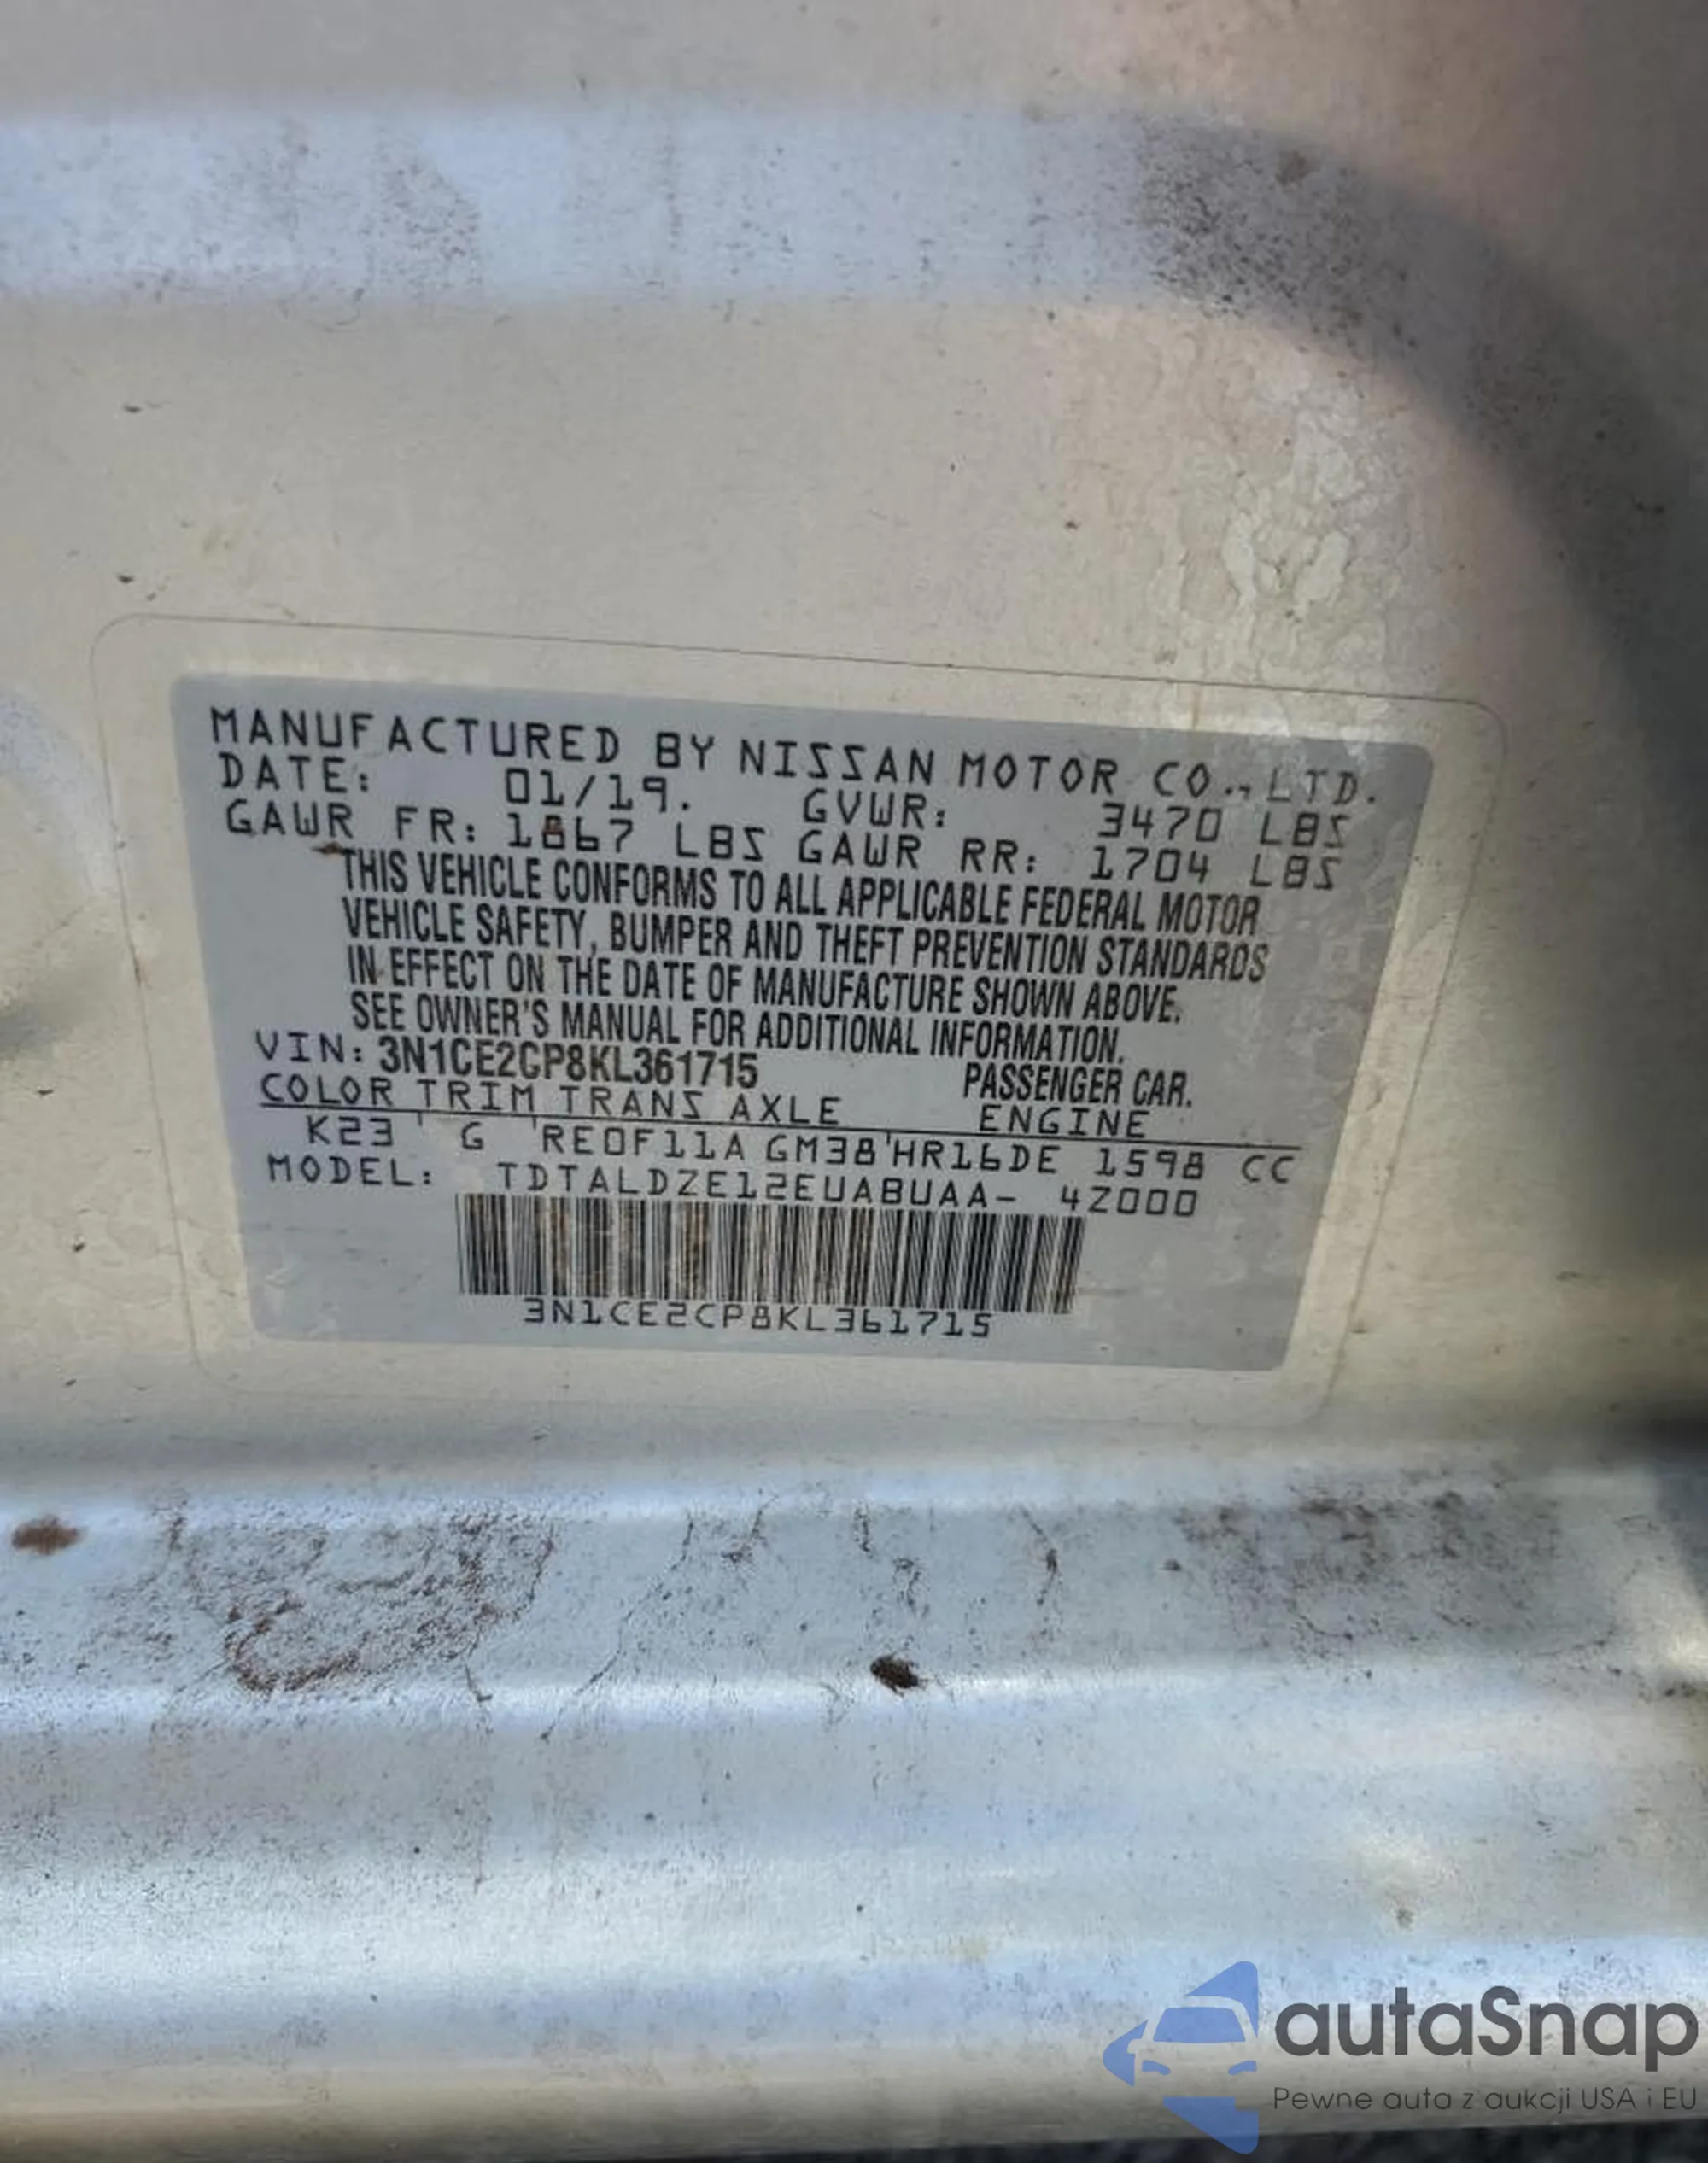 MANUFACTURED BY NISSAN MOTOR CO., LTD.
DATE: 01/19. GVWR: 3470 LBS
GAWR FR: 1867 LBS GAWR RR: 1704 LBS
THIS VEHICLE CONFORMS TO ALL APPLICABLE FEDERAL MOTOR
VEHICLE SAFETY, BUMPER AND THEFT PREVENTION STANDARDS
IN EFFECT ON THE DATE OF MANUFACTURE SHOWN ABOVE.
SEE OWNER'S MANUAL FOR ADDITIONAL INFORMATION.
VIN: 3N1CE2CP8KL361715 PASSENGER CAR.
COLOR TRIM TRANS AXLE ENGINE
K23 G RE0F11A GM38 HR16DE 1598 CC
MODEL: TDTALDZE12EUABUAA- 4Z000
3N1CE2CP8KL361715
autaSnap
Pewne auta z aukcji USA i EU